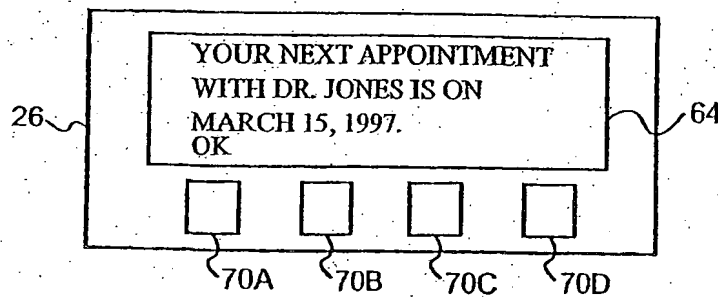 YOUR NEXT APPOINTMENT
WITH DR. JONES IS ON
MARCH 15, 1997.
OK
26
64
70A 70B 70C 70D